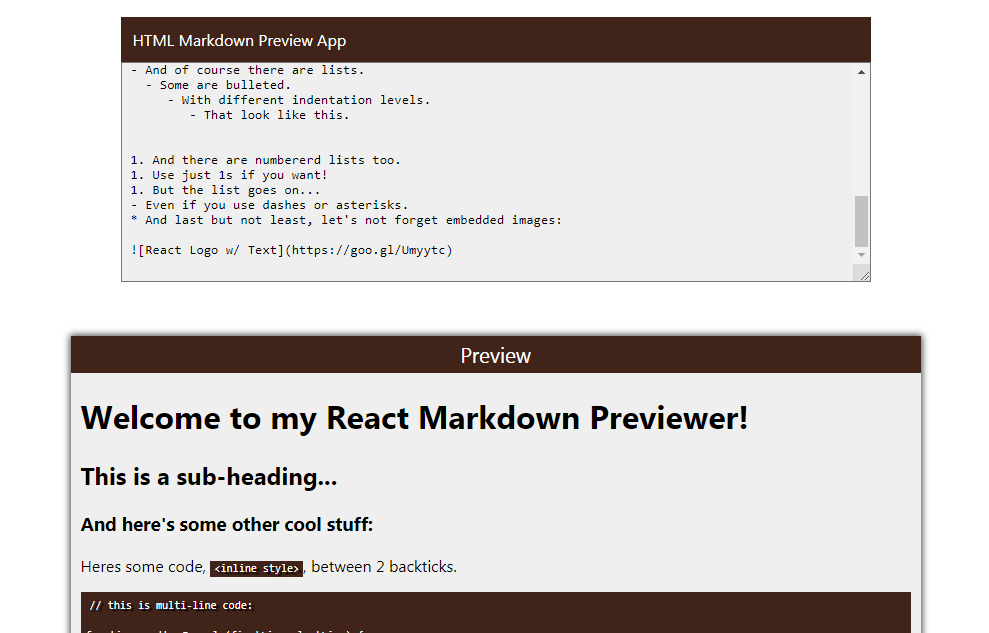 HTML Markdown Preview App
- And of course there are lists.
  - Some are bulleted.
     - With different indentation levels.
        - That look like this.
1. And there are numbererd lists too.
1. Use just 1s if you want!
1. But the list goes on...
- Even if you use dashes or asterisks.
* And last but not least, let's not forget embedded images:
![React Logo w/ Text](https://goo.gl/Umyytc)
Preview
Welcome to my React Markdown Previewer!
This is a sub-heading...
And here's some other cool stuff:
Heres some code, <inline style>, between 2 backticks.
// this is multi-line code: